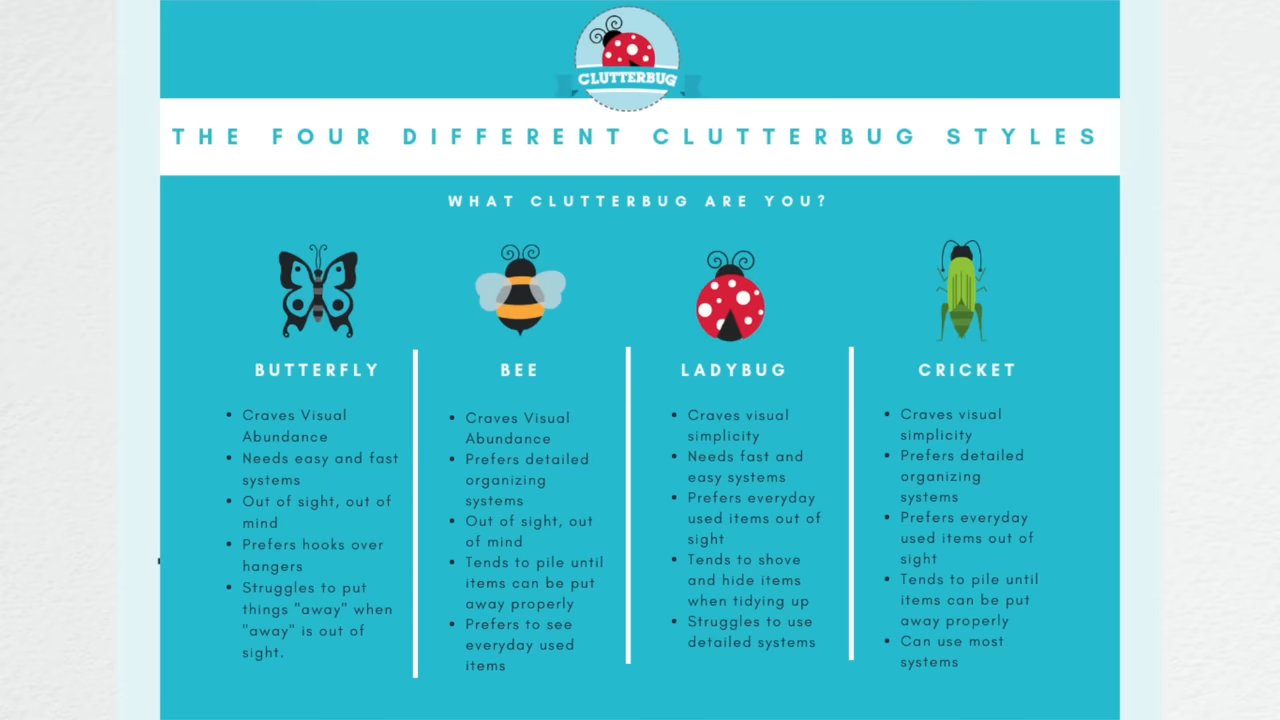 CLUTTERBUG
THE FOUR DIFFERENT CLUTTERBUG STYLES
WHAT CLUTTERBUG ARE YOU?
BUTTERFLY
• Craves Visual
Abundance
• Needs easy and fast
systems
• Out of sight, out of
mind
• Prefers hooks over
hangers
• Struggles to put
things "away" when
"away" is out of
sight.
BEE
• Craves Visual
Abundance
• Prefers detailed
organizing
systems
• Out of sight, out
of mind
• Tends to pile until
items can be put
away properly
• Prefers to see
everyday used
items
LADYBUG
• Craves visual
simplicity
• Needs fast and
easy systems
• Prefers everyday
used items out of
sight
• Tends to shove
and hide items
when tidying up
• Struggles to use
detailed systems
CRICKET
• Craves visual
simplicity
• Prefers detailed
organizing
systems
• Prefers everyday
used items out of
sight
• Tends to pile until
items can be put
away properly
• Can use most
systems